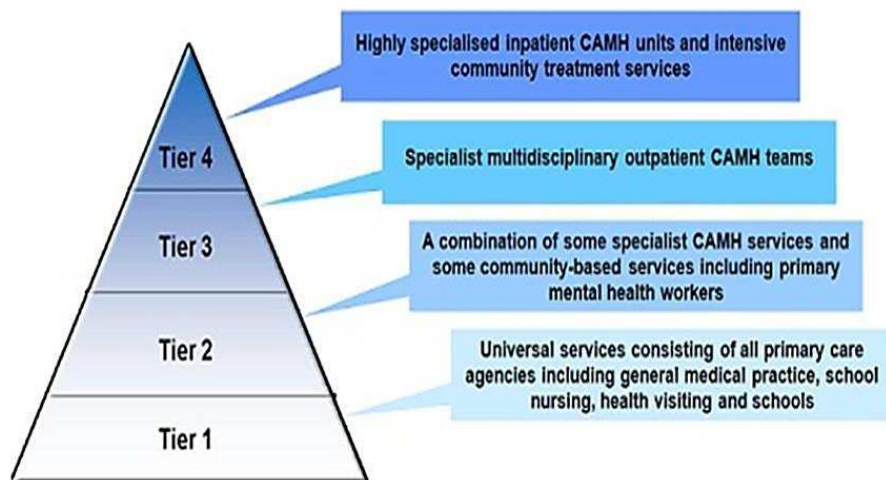 Highly specialised inpatient CAMH units and intensive
community treatment services
Tier 4
Specialist multidisciplinary outpatient CAMH teams
Tier 3
A combination of some specialist CAMH services and
some community-based services including primary
mental health workers
Tier 2
Universal services consisting of all primary care
agencies including general medical practice, school
nursing, health visiting and schools
Tier 1